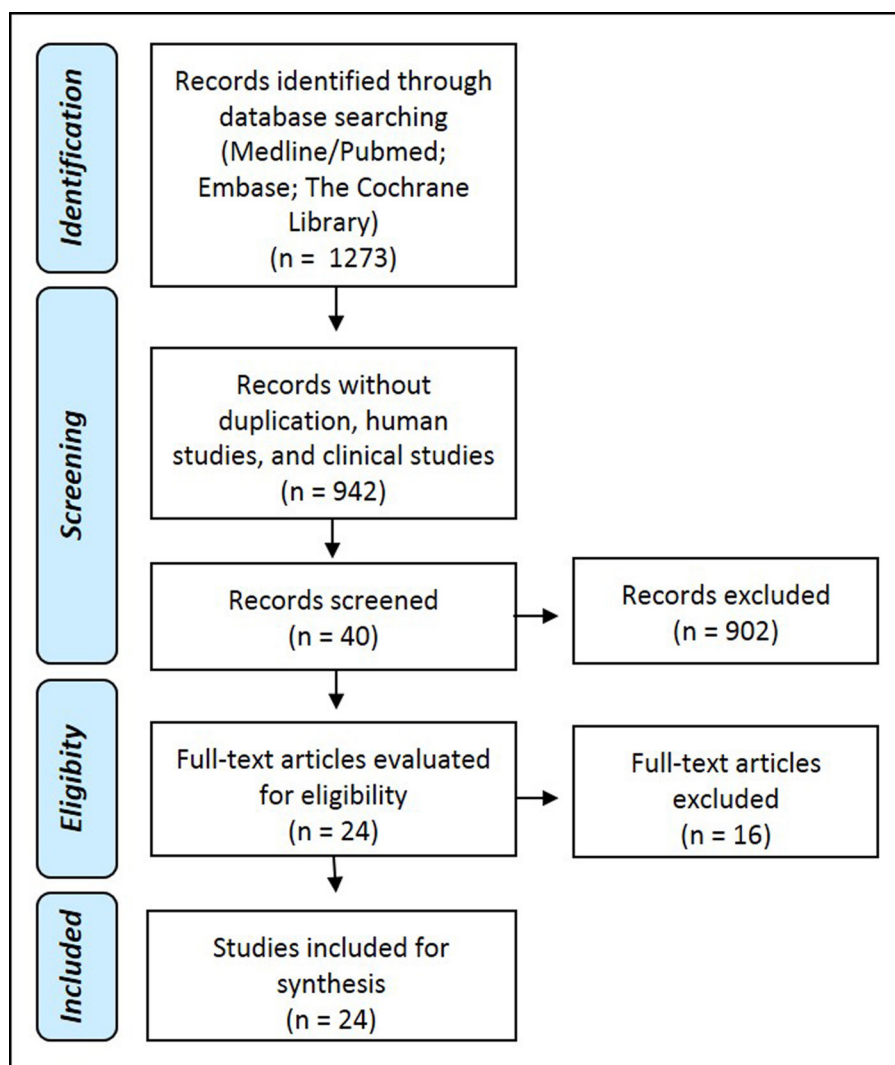 Identification
Records identified through
database searching
(Medline/Pubmed;
Embase; The Cochrane
Library)
(n =  1273)
Screening
Records without
duplication, human
studies, and clinical studies
(n = 942)
Records screened
(n = 40)
Records excluded
(n = 902)
Eligibity
Full-text articles evaluated
for eligibility
(n = 24)
Full-text articles
excluded
(n = 16)
Included
Studies included for
synthesis
(n = 24)